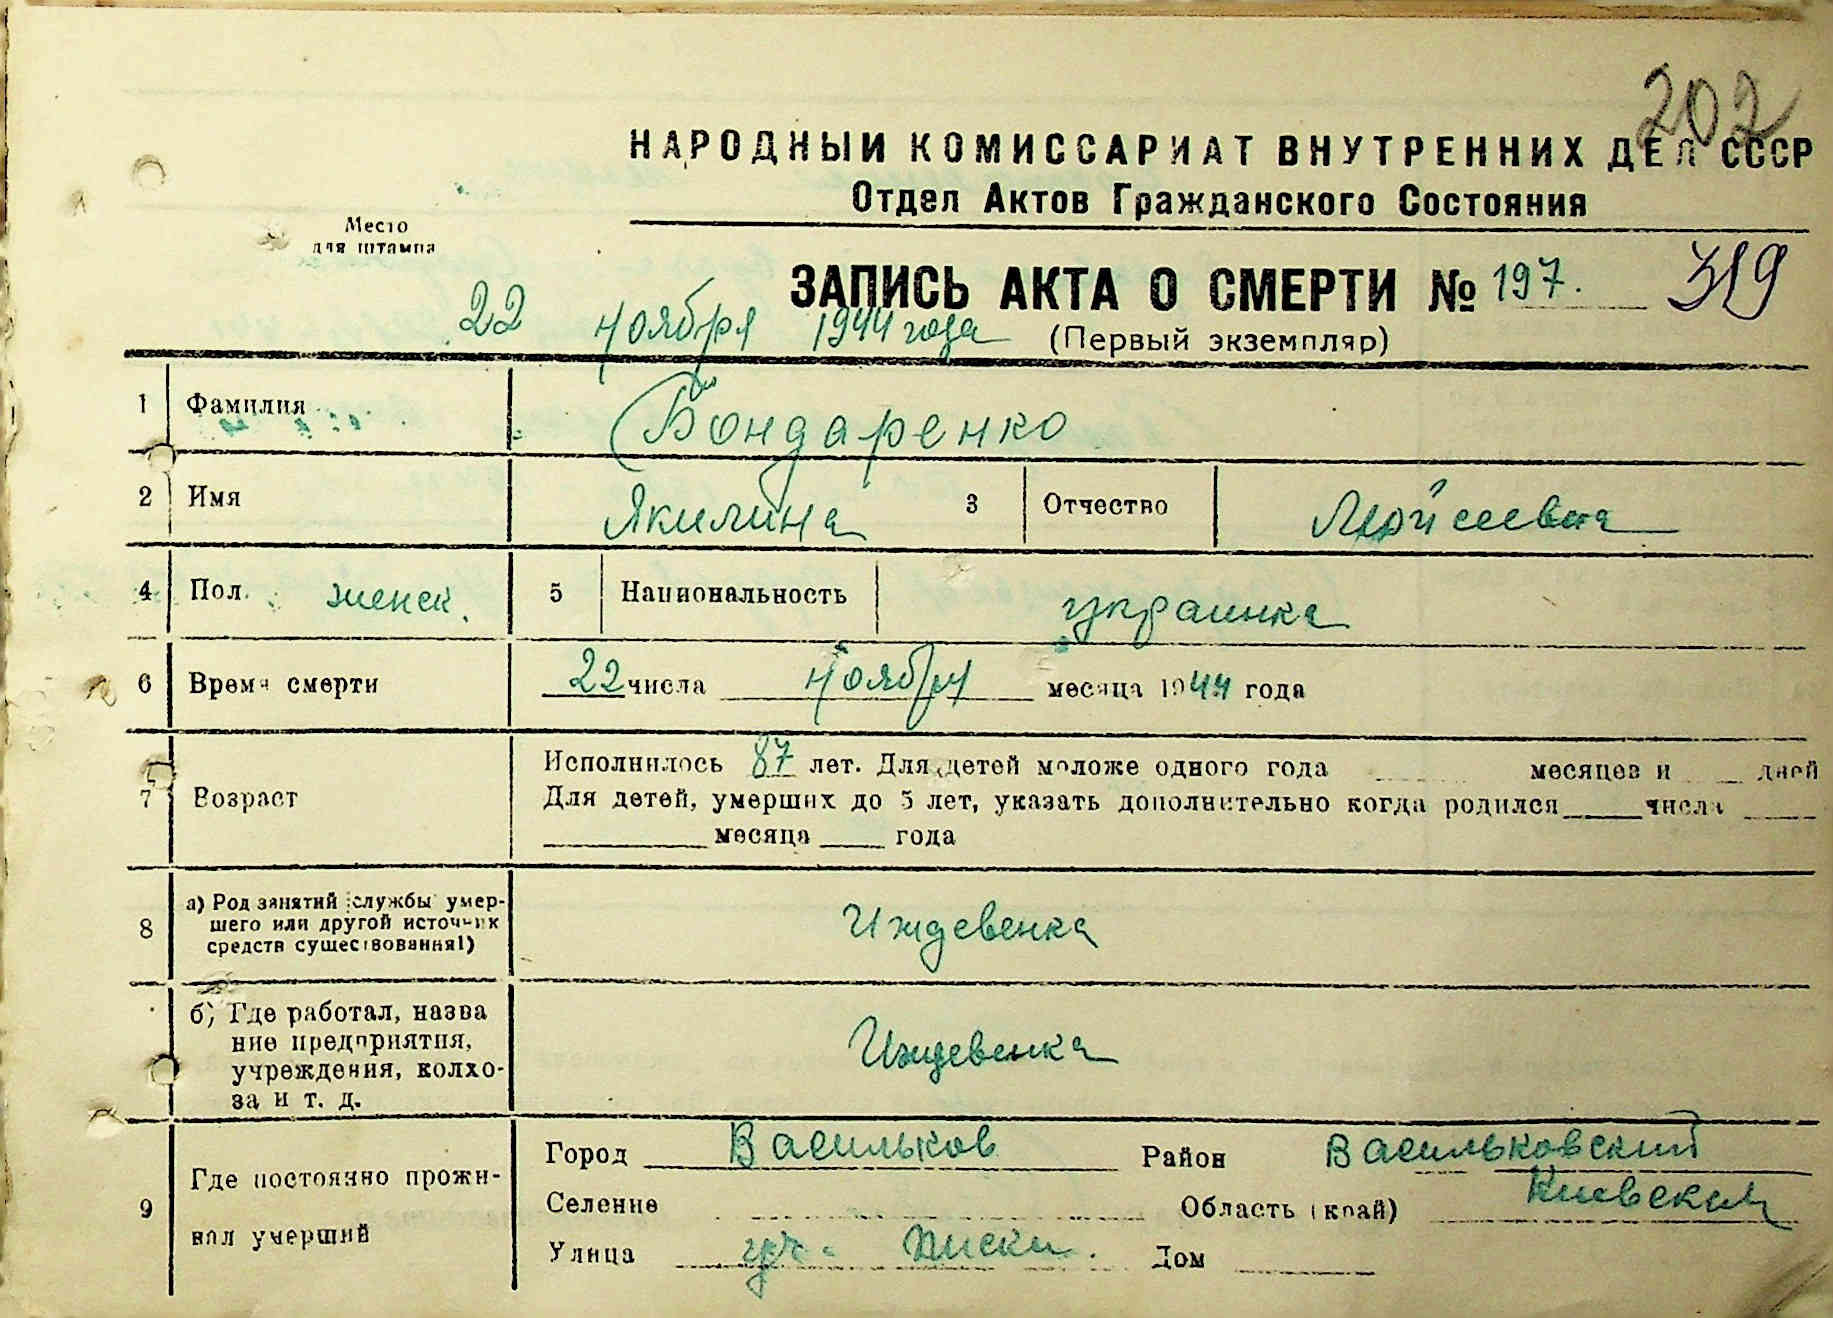 202
НАРОДНЫЙ КОМИССАРИАТ ВНУТРЕННИХ ДЕЛ СССР
Отдел Актов Гражданского Состояния
Место
для штампа
ЗАПИСЬ АКТА О СМЕРТИ № 197. 319
22 ноября 1944 года (Первый экземпляр)
1 Фамилия Бондаренко
2 Имя Якилина 3 Отчество Мойсеевна
4 Пол. женск. 5 Национальность украинка
6 Время смерти 22 числа ноября месяца 1944 года
7 Возраст
Исполнилось 87 лет. Для детей моложе одного года месяцев и дней
Для детей, умерших до 5 лет, указать дополнительно когда родился числа
месяца года
8 а) Род занятий службы умер-
шего или другой источник
средств существования1)
Иждевенка
б) Где работал, назва
ние предприятия,
учреждения, колхо-
за и т. д.
Иждевенка
9 Где постоянно прожи-
вал умерший
Город Васильков Район Васильковский
Селение Область (край) Киевская
Улица ул. Писки. Дом